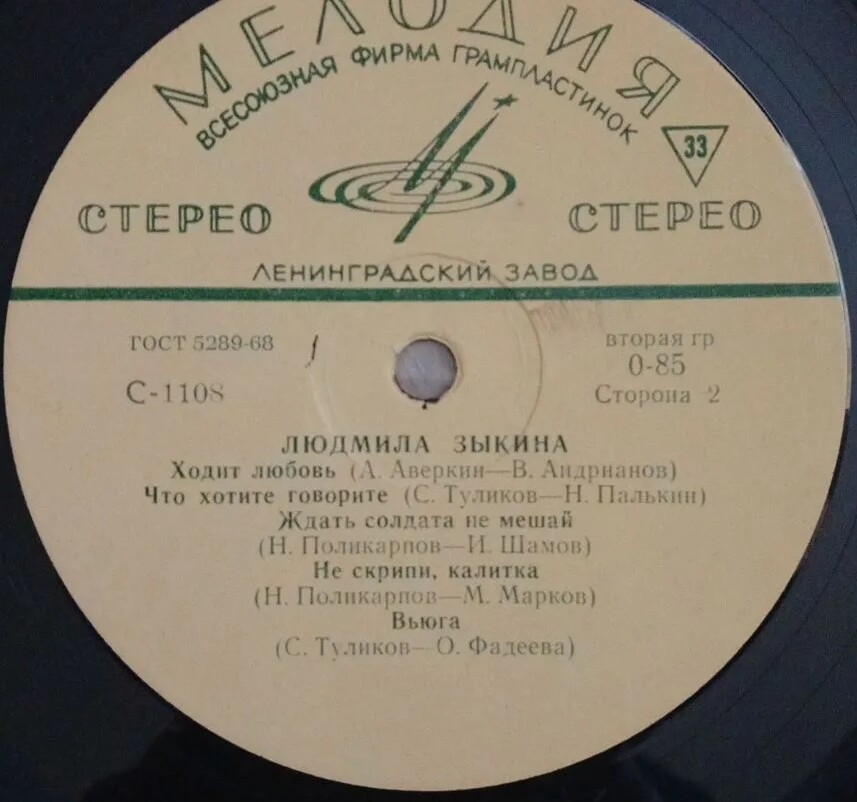 МЕЛОДИЯ
ВСЕСОЮЗНАЯ ФИРМА ГРАМПЛАСТИНОК
33
СТЕРЕО СТЕРЕО
ЛЕНИНГРАДСКИЙ ЗАВОД
ГОСТ 5289-68 вторая гр
0-85
С-1108 Сторона 2
ЛЮДМИЛА ЗЫКИНА
Ходит любовь (А. Аверкин—В. Андрианов)
Что хотите говорите (С. Туликов—Н. Палькин)
Ждать солдата не мешай
(Н. Поликарпов—И. Шамов)
Не скрипи, калитка
(Н. Поликарпов—М. Марков)
Вьюга
(С. Туликов—О. Фадеева)